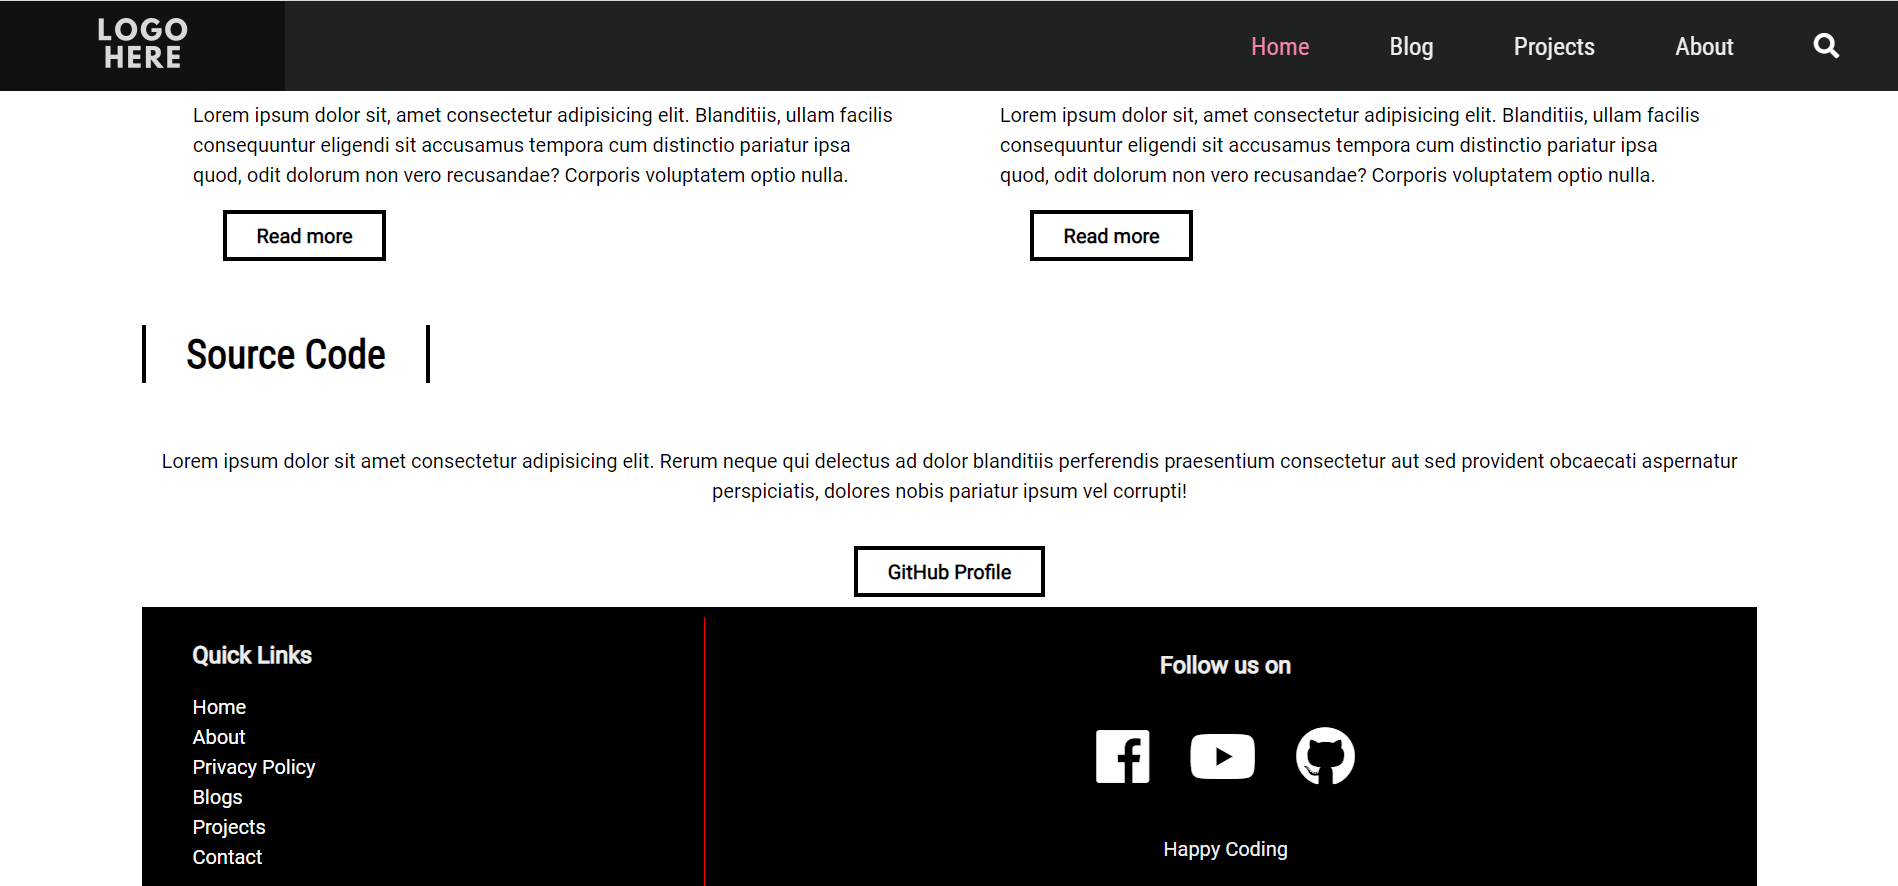 LOGO
HERE
Home
Blog
Projects
About
Lorem ipsum dolor sit, amet consectetur adipisicing elit. Blanditiis, ullam facilis
consequuntur eligendi sit accusamus tempora cum distinctio pariatur ipsa
quod, odit dolorum non vero recusandae? Corporis voluptatem optio nulla.
Read more
Lorem ipsum dolor sit, amet consectetur adipisicing elit. Blanditiis, ullam facilis
consequuntur eligendi sit accusamus tempora cum distinctio pariatur ipsa
quod, odit dolorum non vero recusandae? Corporis voluptatem optio nulla.
Read more
Source Code
Lorem ipsum dolor sit amet consectetur adipisicing elit. Rerum neque qui delectus ad dolor blanditiis perferendis praesentium consectetur aut sed provident obcaecati aspernatur
perspiciatis, dolores nobis pariatur ipsum vel corrupti!
GitHub Profile
Quick Links
Home
About
Privacy Policy
Blogs
Projects
Contact
Follow us on
Happy Coding